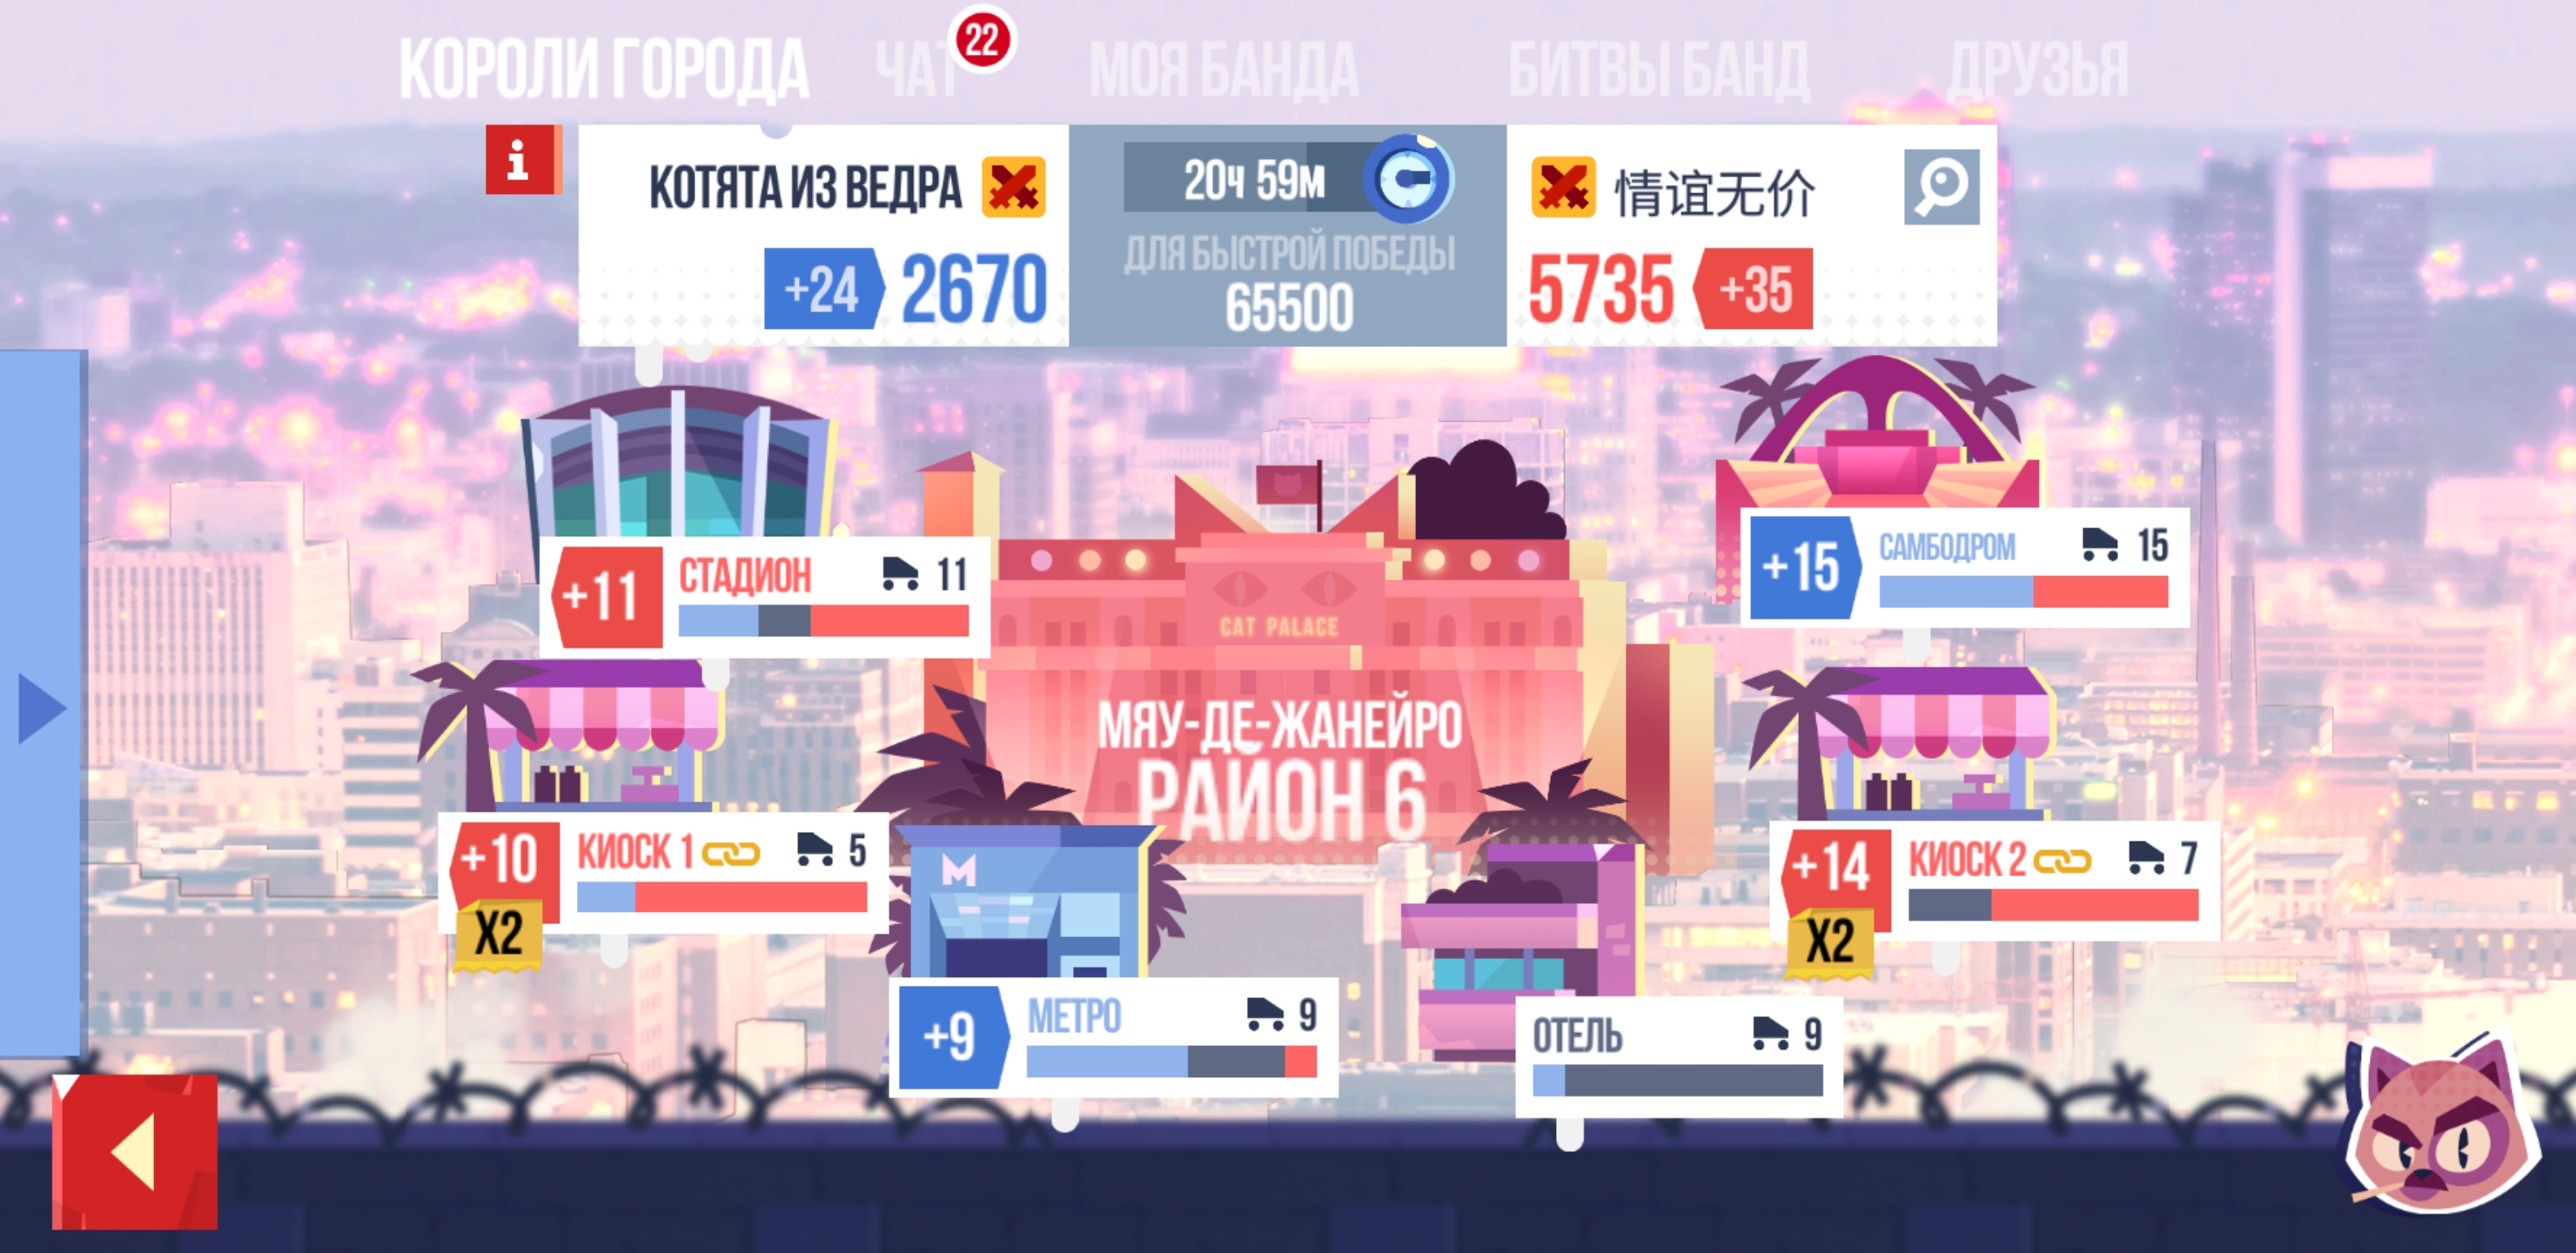 КОРОЛИ ГОРОДА
ЧАТ
22
МОЯ БАНДА
БИТВЫ БАНД
ДРУЗЬЯ
i
КОТЯТА ИЗ ВЕДРА
20ч 59м
情谊无价
+24
2670
ДЛЯ БЫСТРОЙ ПОБЕДЫ
65500
5735
+35
+11
СТАДИОН
11
+15
САМБОДРОМ
15
CAT PALACE
МЯУ-ДЕ-ЖАНЕЙРО
РАЙОН 6
+10
КИОСК 1
5
X2
+14
КИОСК 2
7
X2
M
+9
МЕТРО
9
ОТЕЛЬ
9